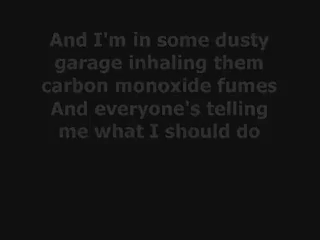 And I'm in some dusty
garage inhaling them
carbon monoxide fumes
And everyone's telling
me what I should do